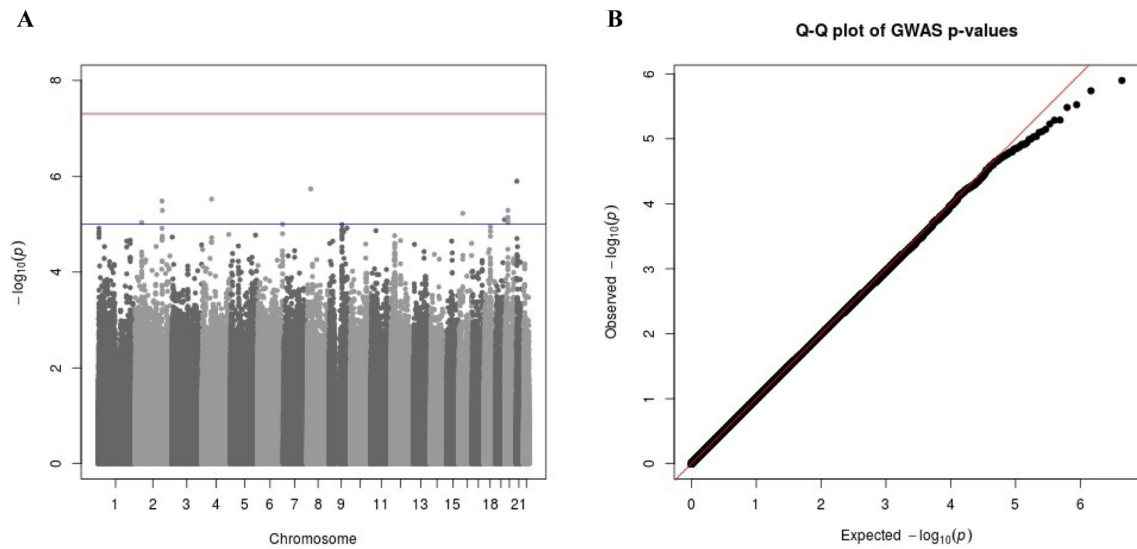 A
8
6
4
2
0
−log₁₀(p)
1 2 3 4 5 6 7 8 9 11 13 15 18 21
Chromosome
B
Q-Q plot of GWAS p-values
6
5
4
3
2
1
0
Observed −log₁₀(p)
0 1 2 3 4 5 6
Expected −log₁₀(p)